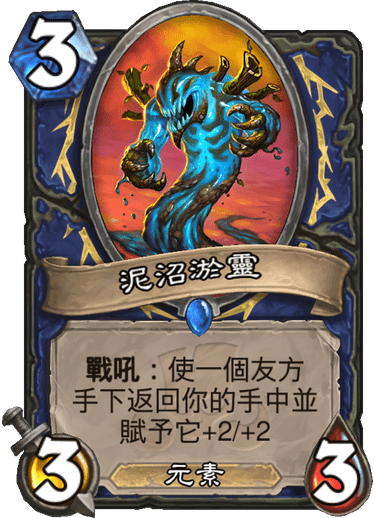 3
泥沼淤靈
戰吼：使一個友方
手下返回你的手中並
賦予它+2/+2
3
元素
3